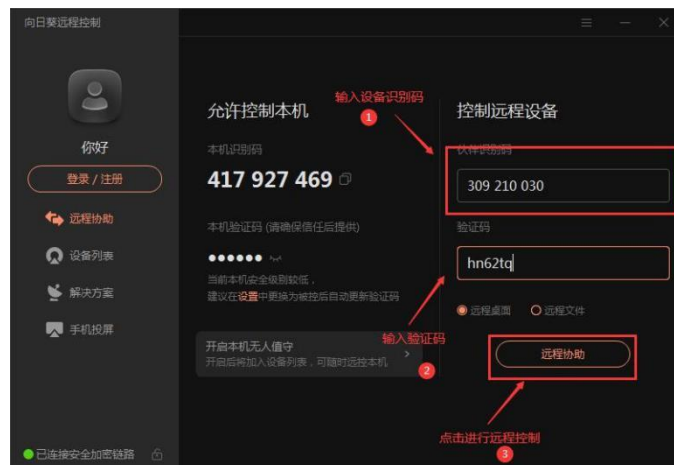 向日葵远程控制
你好
登录 / 注册
远程协助
设备列表
解决方案
手机投屏
已连接安全加密链路
允许控制本机
本机识别码
417 927 469
本机验证码 (请确保信任后提供)
●●●●●●
当前本机安全级别较低，
建议在设置中更换为被控后自动更新验证码
开启本机无人值守
开启后将加入设备列表，可随时远控本机
输入设备识别码
1
控制远程设备
伙伴识别码
309 210 030
验证码
hn62tq
远程桌面 远程文件
输入验证码
2
远程协助
点击进行远程控制
3